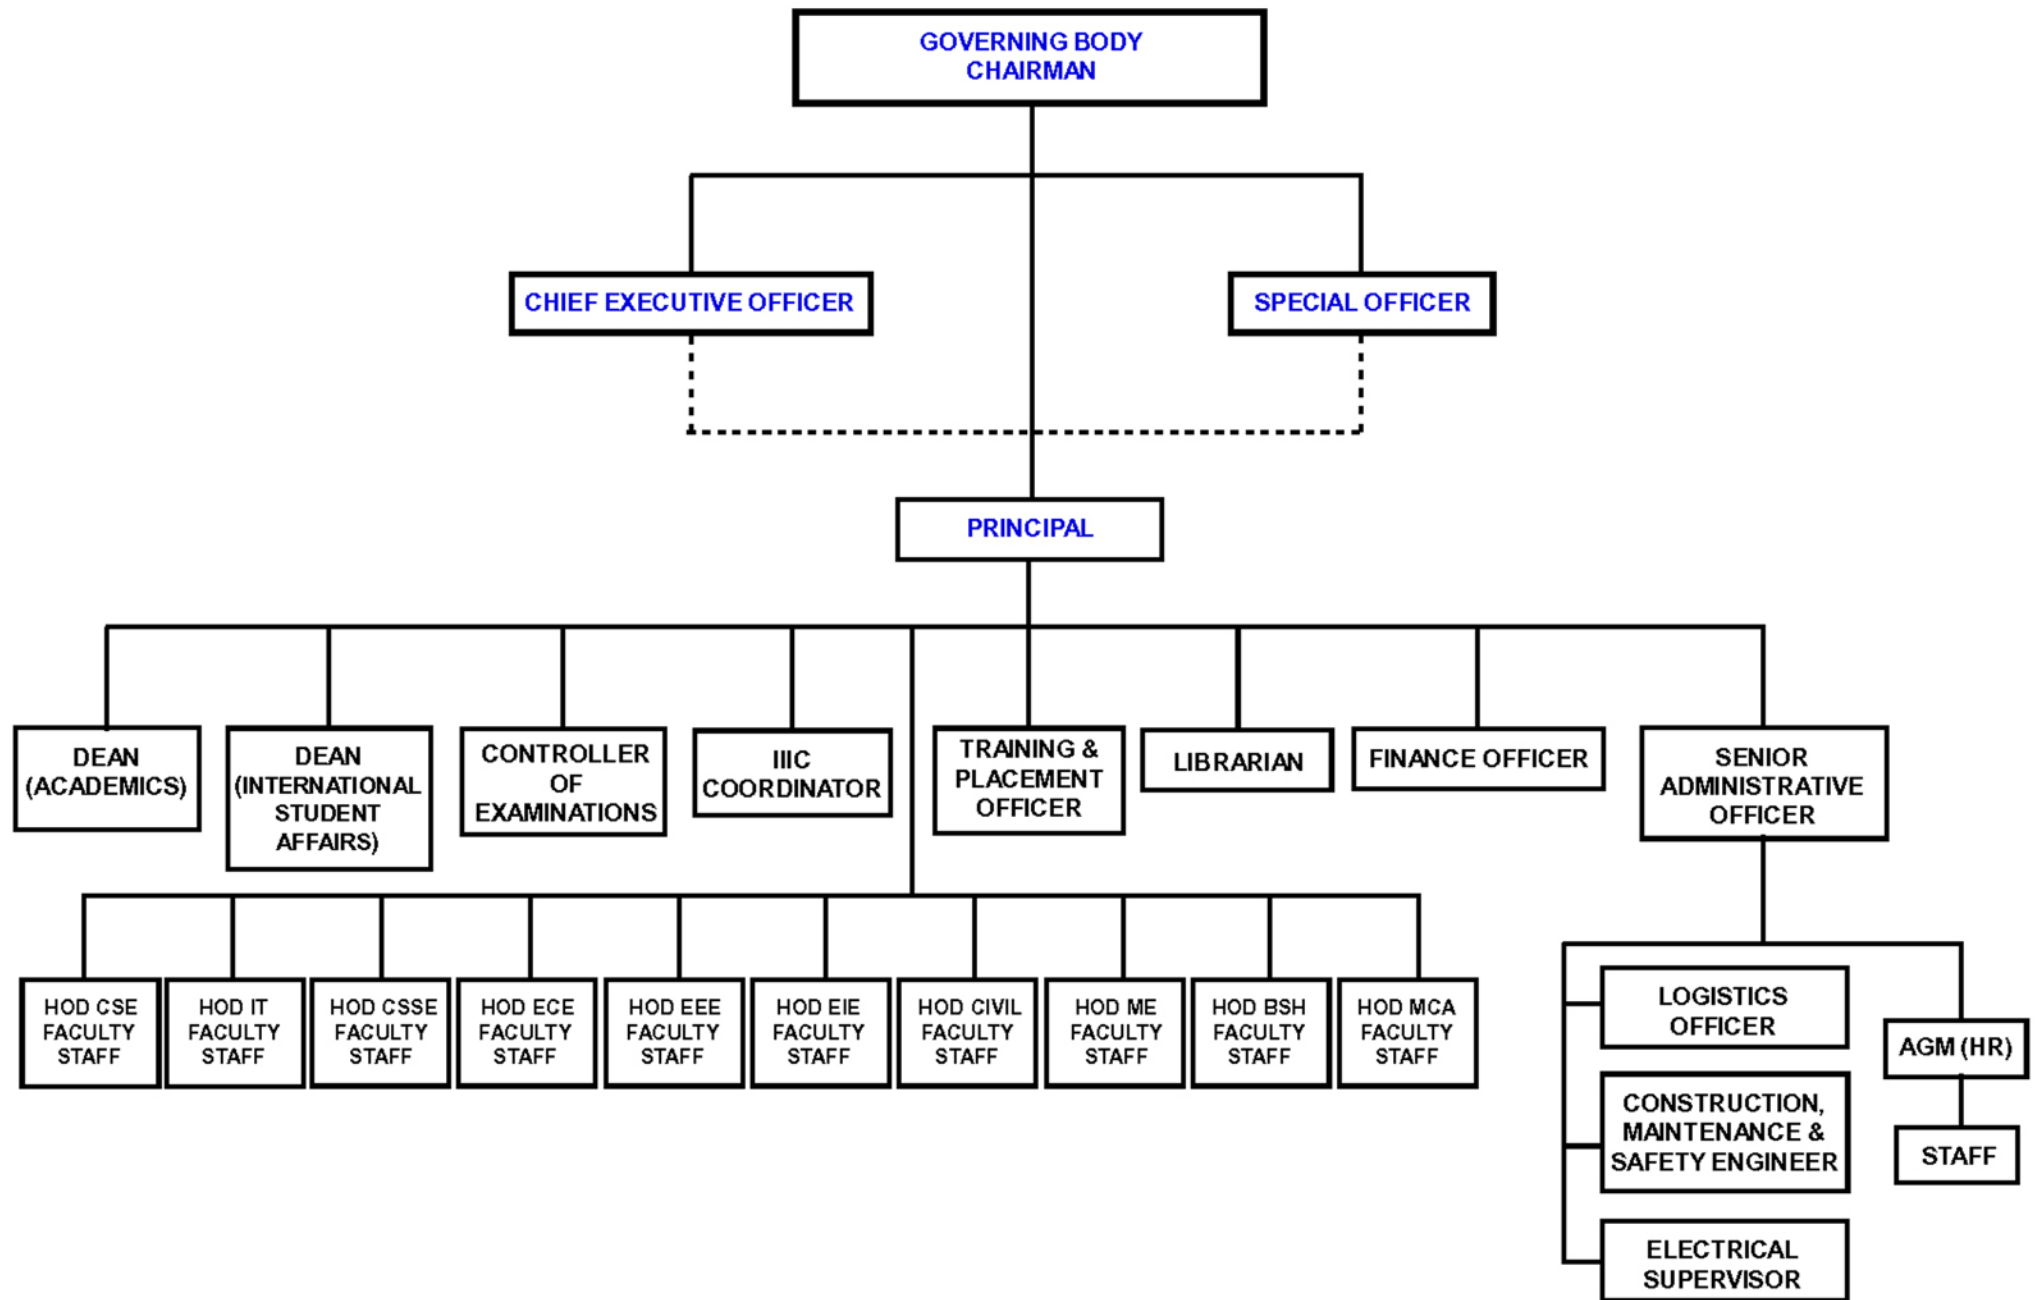 GOVERNING BODY
CHAIRMAN
CHIEF EXECUTIVE OFFICER
SPECIAL OFFICER
PRINCIPAL
DEAN
(ACADEMICS)
DEAN
(INTERNATIONAL
STUDENT
AFFAIRS)
CONTROLLER
OF
EXAMINATIONS
IIIC
COORDINATOR
TRAINING &
PLACEMENT
OFFICER
LIBRARIAN
FINANCE OFFICER
SENIOR
ADMINISTRATIVE
OFFICER
HOD CSE
FACULTY
STAFF
HOD IT
FACULTY
STAFF
HOD CSSE
FACULTY
STAFF
HOD ECE
FACULTY
STAFF
HOD EEE
FACULTY
STAFF
HOD EIE
FACULTY
STAFF
HOD CIVIL
FACULTY
STAFF
HOD ME
FACULTY
STAFF
HOD BSH
FACULTY
STAFF
HOD MCA
FACULTY
STAFF
LOGISTICS
OFFICER
CONSTRUCTION,
MAINTENANCE &
SAFETY ENGINEER
ELECTRICAL
SUPERVISOR
AGM (HR)
STAFF